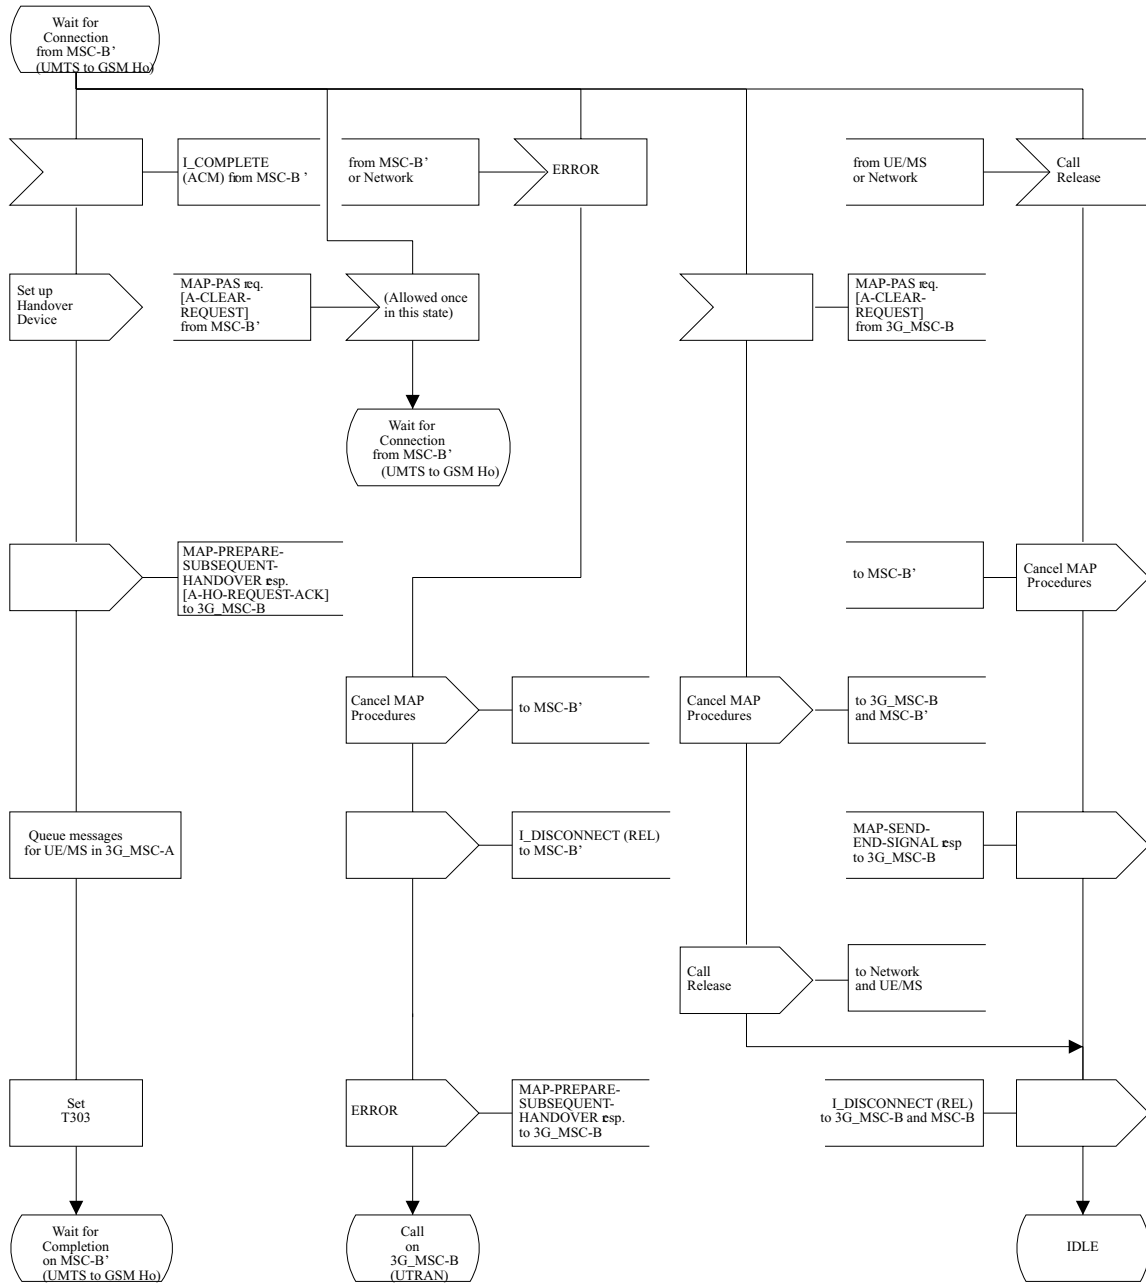 Wait for
Connection
from MSC-B’
(UMTS to GSM Ho)
I_COMPLETE
(ACM) from MSC-B ’
from MSC-B’
or Network
ERROR
from UE/MS
or Network
Call
Release
Set up
Handover
Device
MAP-PAS req.
[A-CLEAR-
REQUEST]
from MSC-B’
(Allowed once
in this state)
MAP-PAS req.
[A-CLEAR-
REQUEST]
from 3G_MSC-B
Wait for
Connection
from MSC-B’
(UMTS to GSM Ho)
MAP-PREPARE-
SUBSEQUENT-
HANDOVER resp.
[A-HO-REQUEST-ACK]
to 3G_MSC-B
to MSC-B’
Cancel MAP
Procedures
Cancel MAP
Procedures
to MSC-B’
Cancel MAP
Procedures
to 3G_MSC-B
and MSC-B’
Queue messages
for UE/MS in 3G_MSC-A
I_DISCONNECT (REL)
to MSC-B’
MAP-SEND-
END-SIGNAL resp
to 3G_MSC-B
Call
Release
to Network
and UE/MS
Set
T303
ERROR
MAP-PREPARE-
SUBSEQUENT-
HANDOVER resp.
to 3G_MSC-B
I_DISCONNECT (REL)
to 3G_MSC-B and MSC-B
Wait for
Completion
on MSC-B’
(UMTS to GSM Ho)
Call
on
3G_MSC-B
(UTRAN)
IDLE